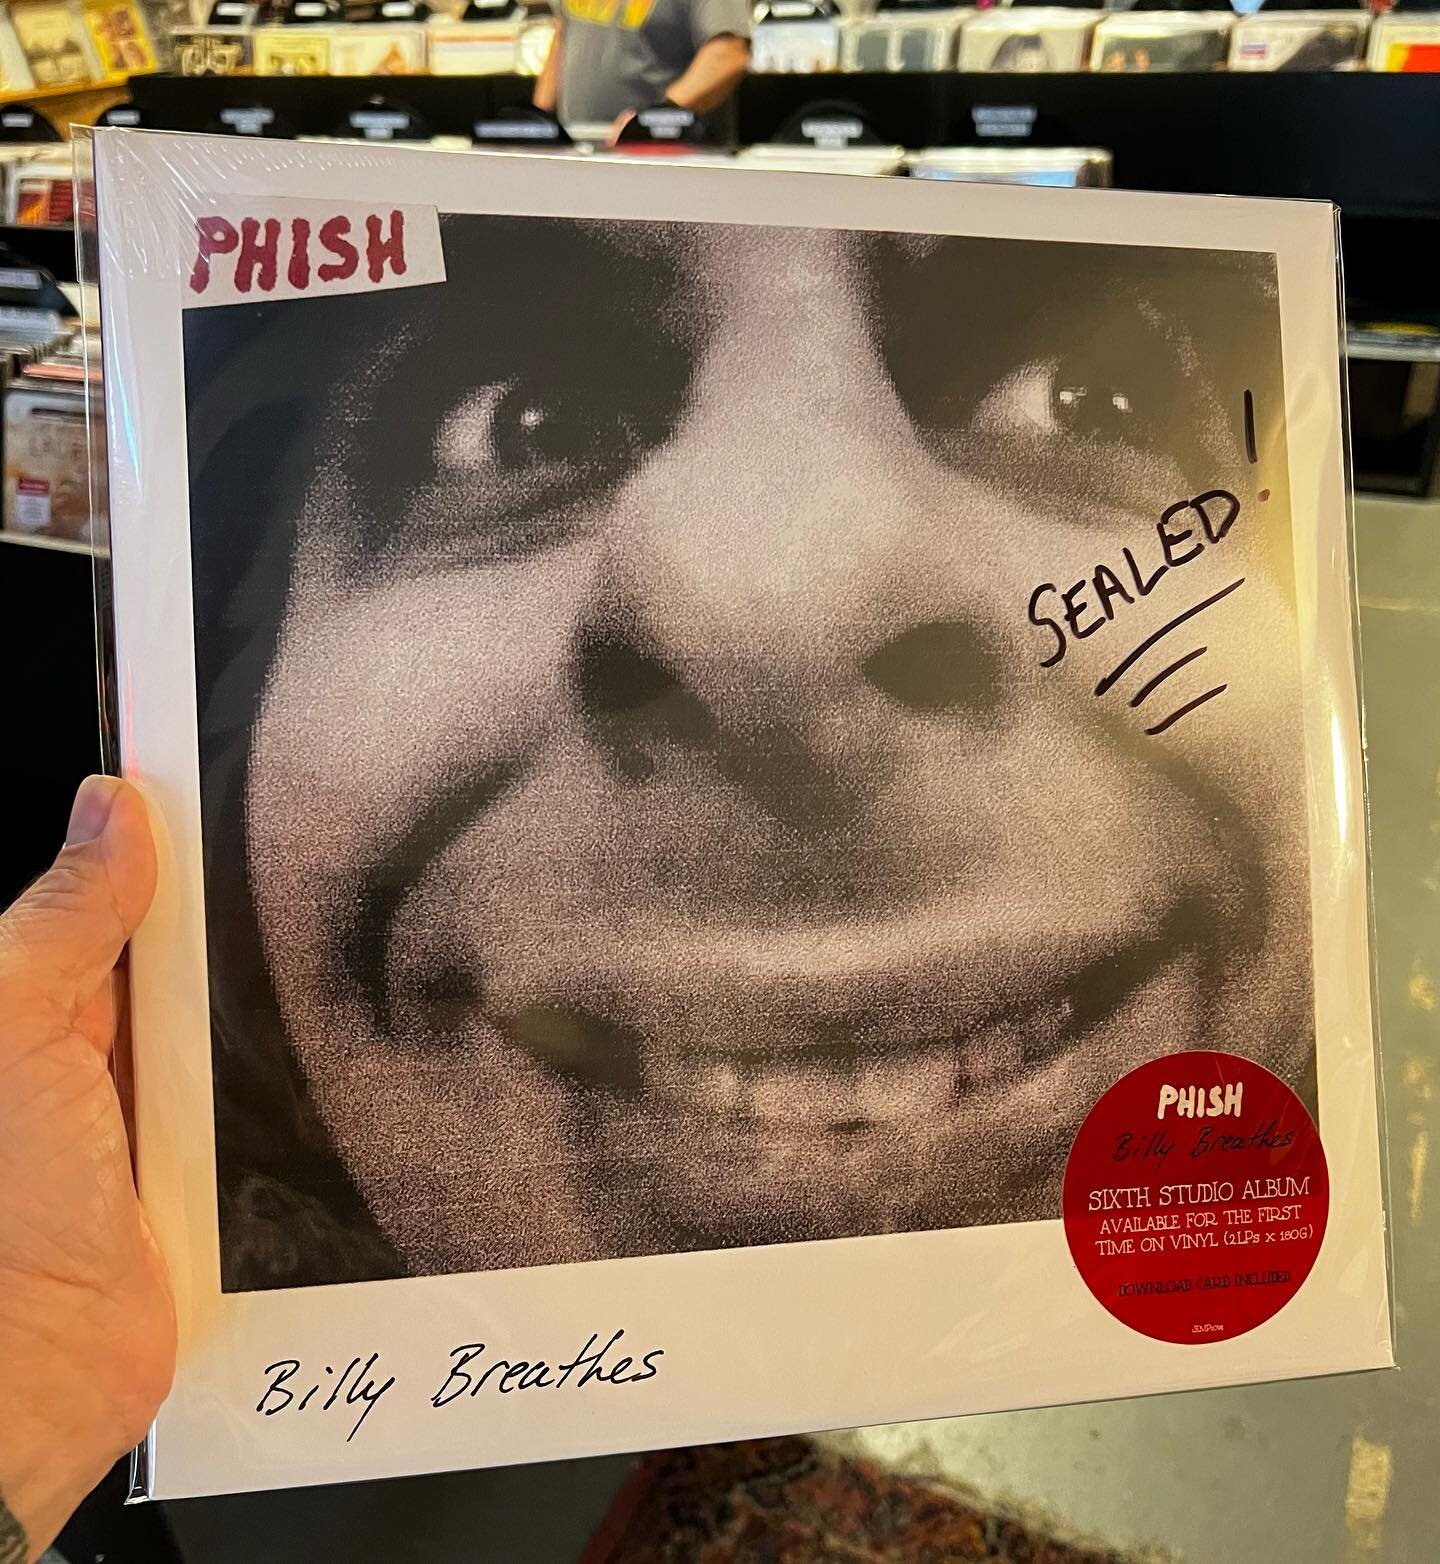 PHISH
SEALED!
PHISH
Billy Breathes
SIXTH STUDIO ALBUM
AVAILABLE FOR THE FIRST
TIME ON VINYL (2LPs x 180G)
DOWNLOAD CARD INCLUDED
Billy Breathes